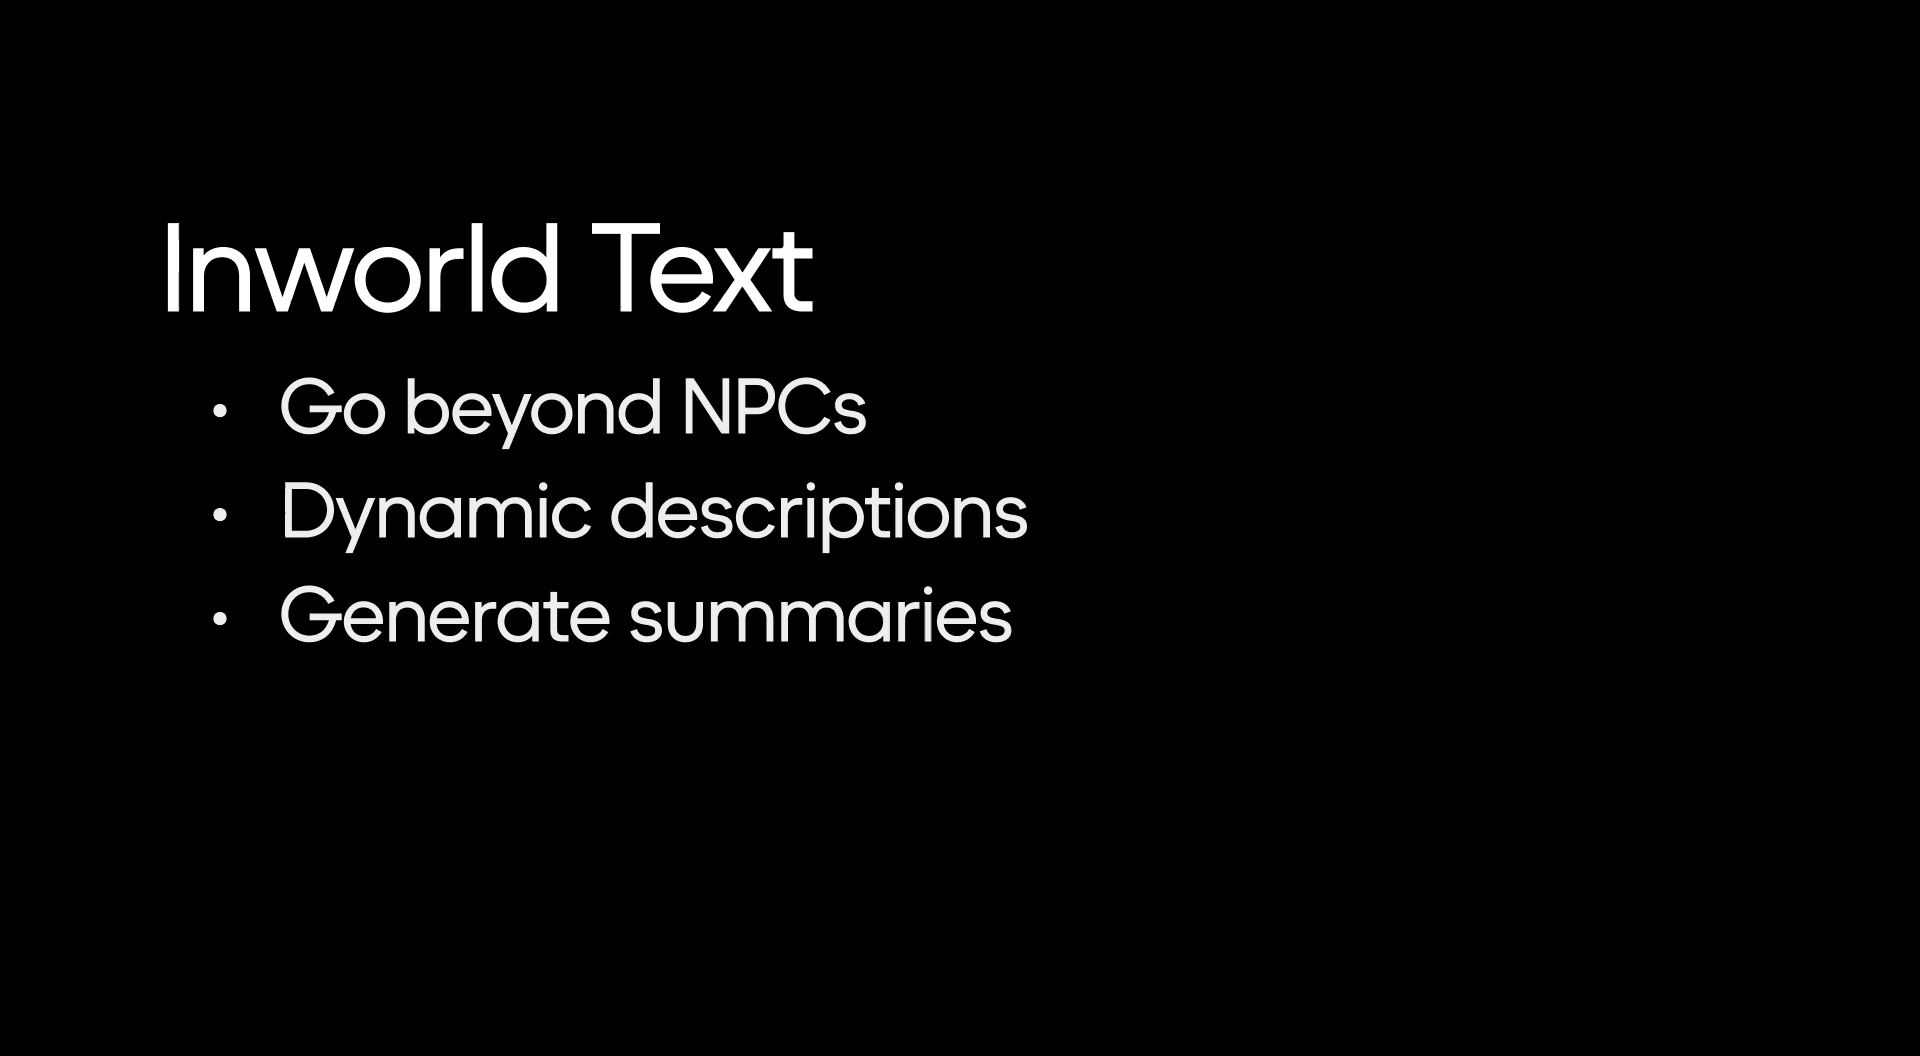 Inworld Text
• Go beyond NPCs
• Dynamic descriptions
• Generate summaries